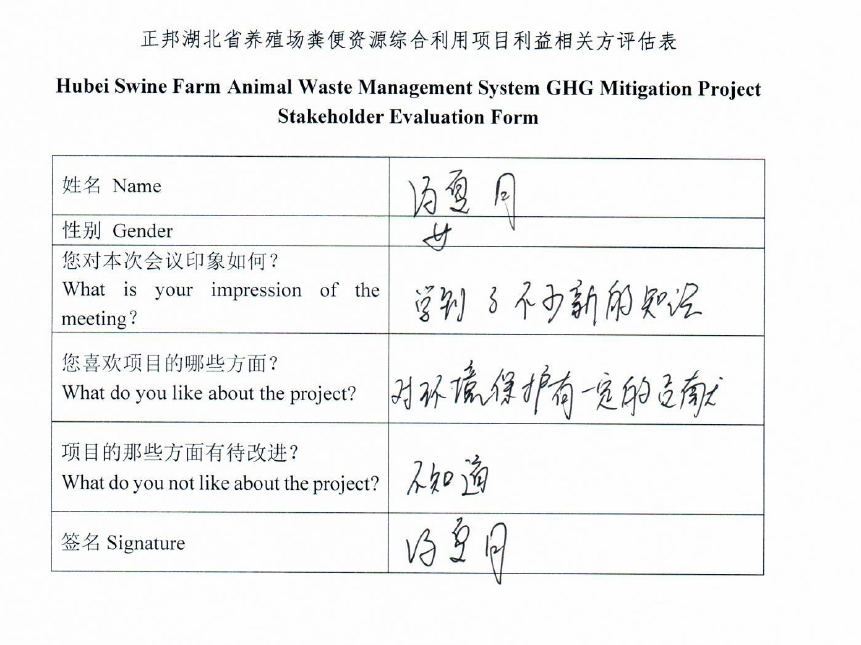 正邦湖北省养殖场粪便资源综合利用项目利益相关方评估表
Hubei Swine Farm Animal Waste Management System GHG Mitigation Project
Stakeholder Evaluation Form
姓名 Name
夏月
性别 Gender
女
您对本次会议印象如何?
What is your impression of the
meeting?
学到了不少新的知识
您喜欢项目的哪些方面?
What do you like about the project?
对环境保护有一定的贡献
项目的那些方面有待改进?
What do you not like about the project?
不知道
签名 Signature
夏月